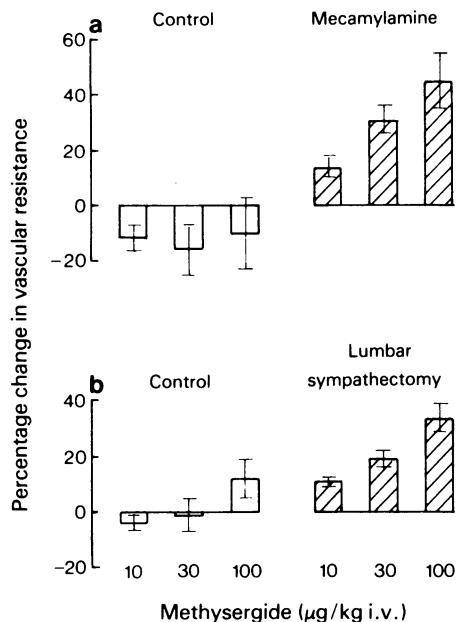 a
Control
Mecamylamine
60
40
20
0
−20
Percentage change in vascular resistance
b
Control
Lumbar
sympathectomy
40
20
0
−20
10 30 100 10 30 100
Methysergide (µg/kg i.v.)